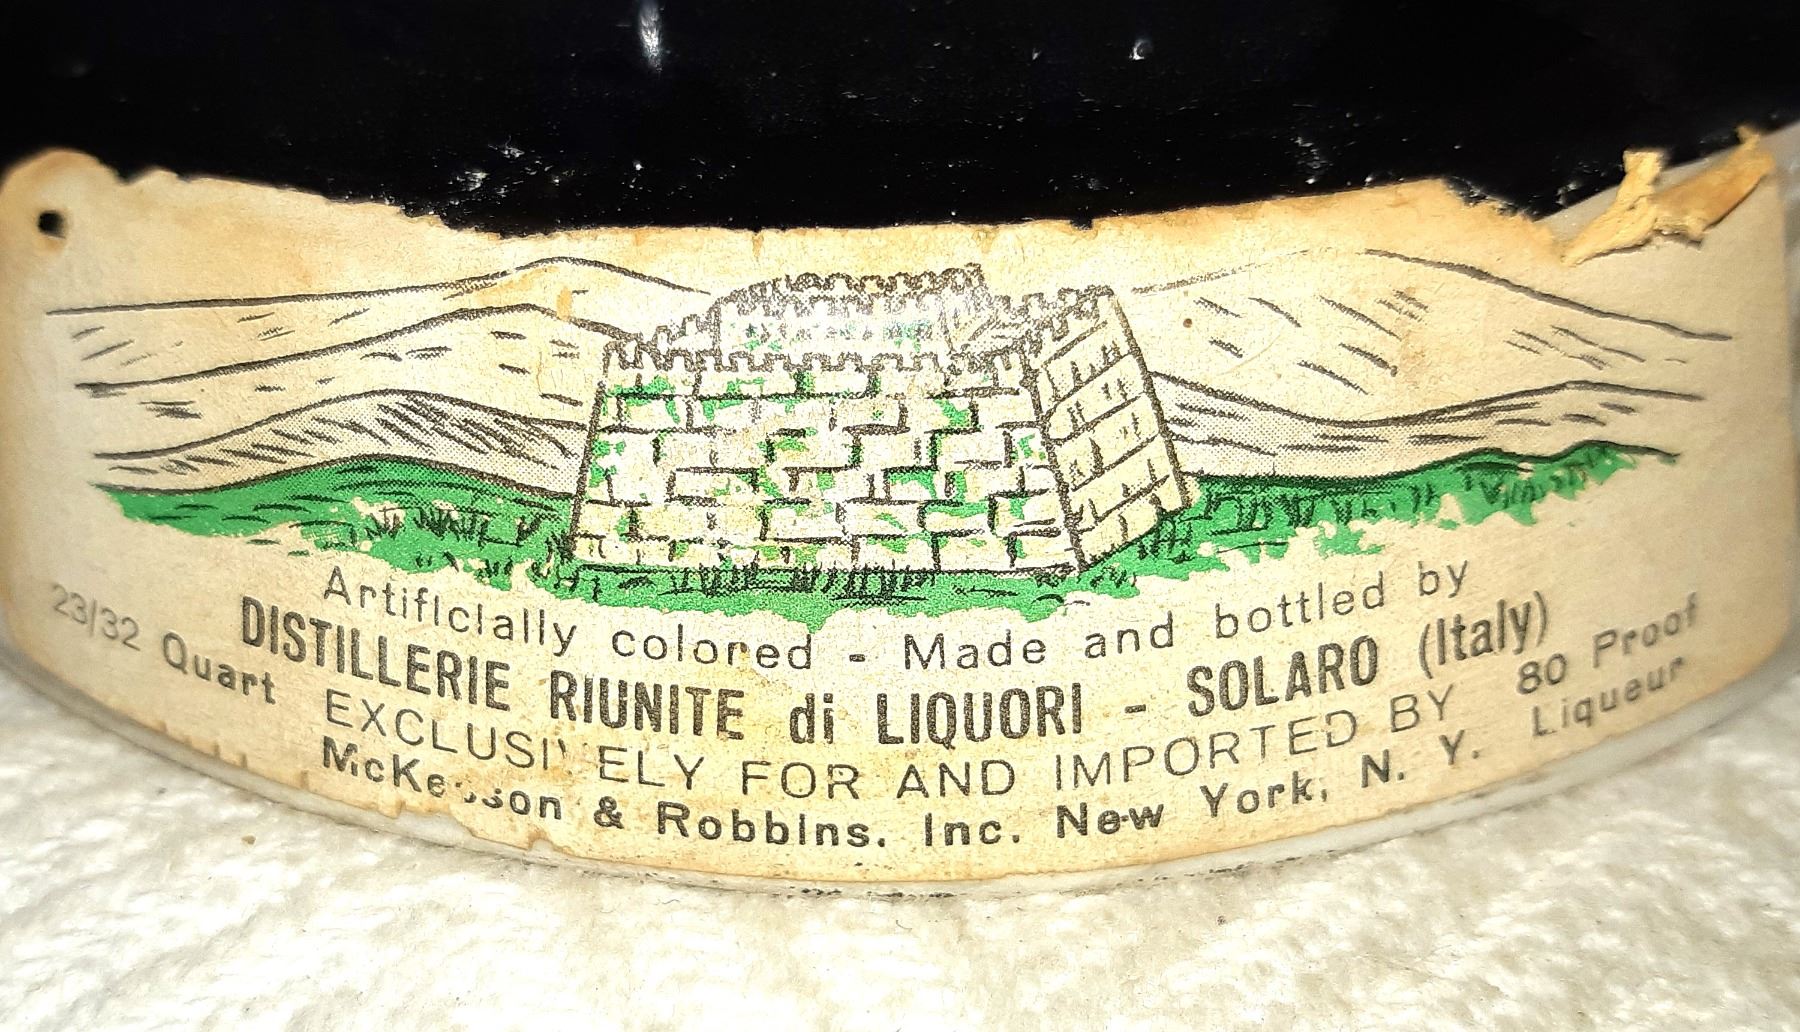 Artificially colored - Made and bottled by
DISTILLERIE RIUNITE di LIQUORI - SOLARO (Italy)
23/32 Quart EXCLUSIVELY FOR AND IMPORTED BY 80 Proof
McKesson & Robbins, Inc. New York, N. Y. Liqueur